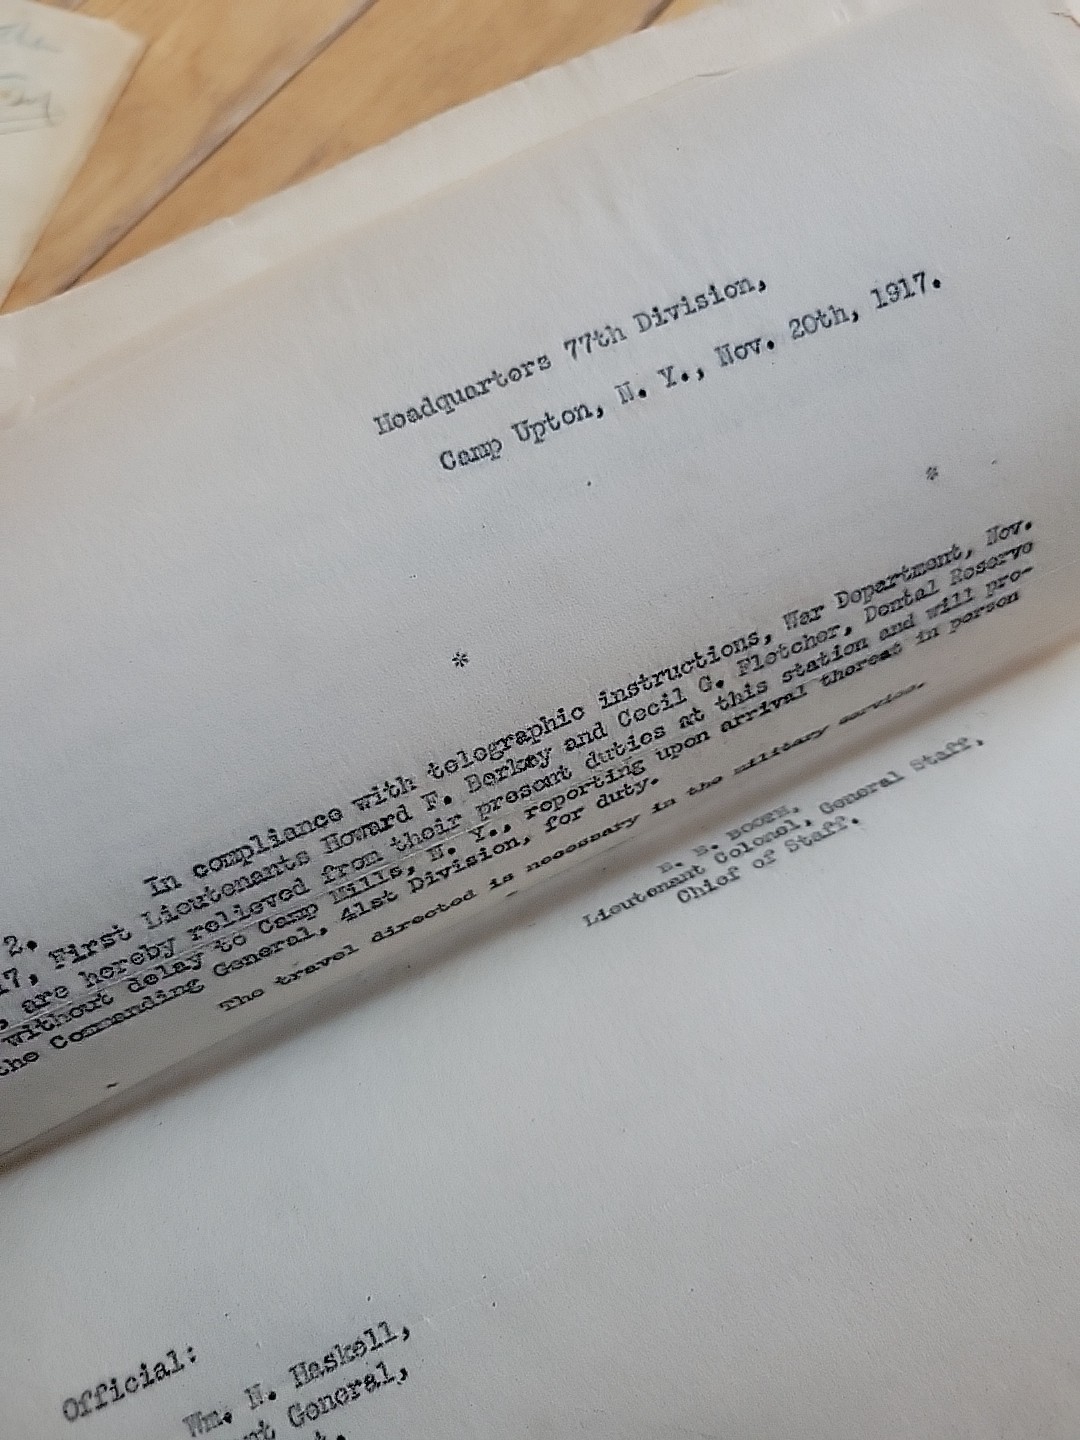 Headquarters 77th Division,
Camp Upton, N. Y., Nov. 20th, 1917.
* *
2. In compliance with telegraphic instructions, War Department, Nov.
17, First Lieutenants Howard F. Barkey and Cecil G. Fletcher, Dental Reserve
, are hereby relieved from their present duties at this station and will pro-
without delay to Camp Mills, N. Y., reporting upon arrival thereat in person
the Commanding General, 41st Division, for duty.
The travel directed is necessary in the military service.
E. E. BOOTH,
Lieutenant Colonel, General Staff,
Chief of Staff.
Official:
Wm. N. Haskell,
nt General,
t.